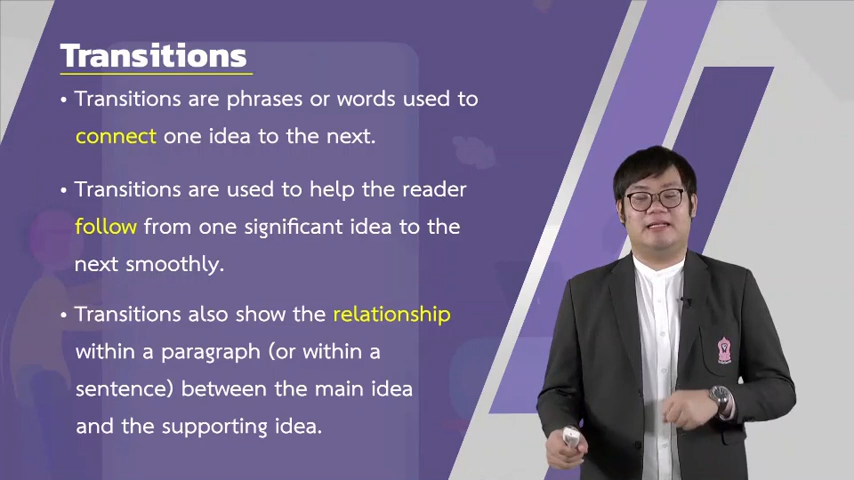 Transitions
• Transitions are phrases or words used to
connect one idea to the next.
• Transitions are used to help the reader
follow from one significant idea to the
next smoothly.
• Transitions also show the relationship
within a paragraph (or within a
sentence) between the main idea
and the supporting idea.